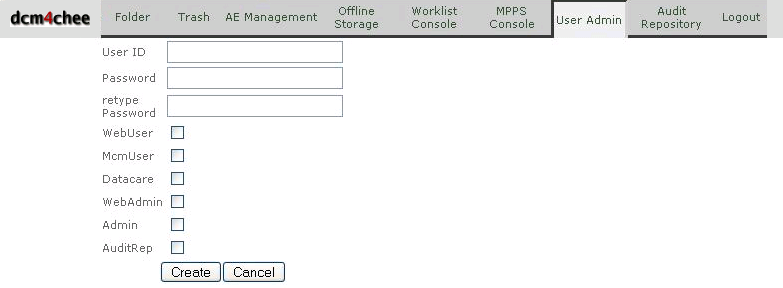 dcm4chee
Folder
Trash
AE Management
Offline
Storage
Worklist
Console
MPPS
Console
User Admin
Audit
Repository
Logout
User ID
Password
retype
Password
WebUser
McmUser
Datacare
WebAdmin
Admin
AuditRep
Create Cancel